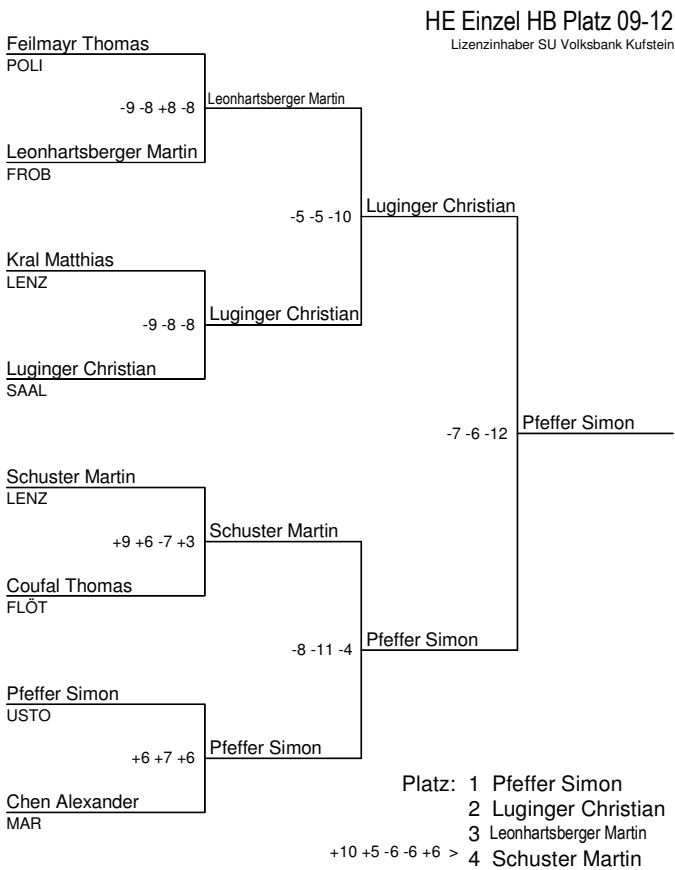 HE Einzel HB Platz 09-12
Lizenzinhaber SU Volksbank Kufstein
Feilmayr Thomas
POLI
-9 -8 +8 -8
Leonhartsberger Martin
Leonhartsberger Martin
FROB
-5 -5 -10
Luginger Christian
Kral Matthias
LENZ
-9 -8 -8
Luginger Christian
Luginger Christian
SAAL
-7 -6 -12
Pfeffer Simon
Schuster Martin
LENZ
+9 +6 -7 +3
Schuster Martin
Coufal Thomas
FLÖT
-8 -11 -4
Pfeffer Simon
Pfeffer Simon
USTO
+6 +7 +6
Pfeffer Simon
Chen Alexander
MAR
Platz: 1 Pfeffer Simon
2 Luginger Christian
3 Leonhartsberger Martin
+10 +5 -6 -6 +6 > 4 Schuster Martin